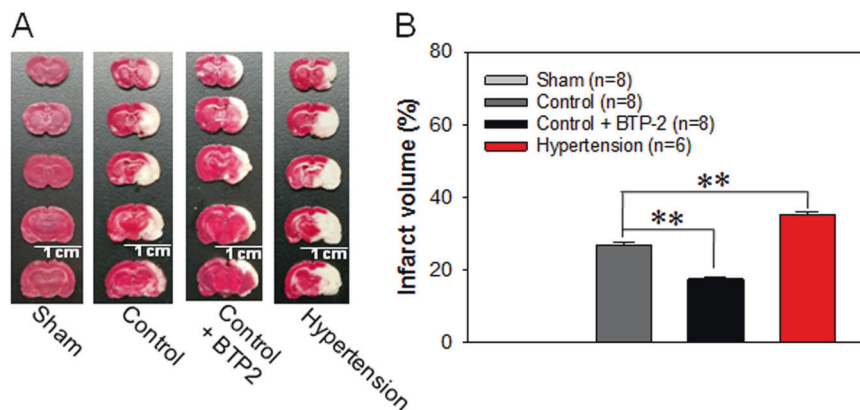 A
1 cm
1 cm
1 cm
1 cm
Sham
Control
Control
+ BTP2
Hypertension
B
Infarct volume (%)
80
60
40
20
0
Sham (n=8)
Control (n=8)
Control + BTP-2 (n=8)
Hypertension (n=6)
**
**